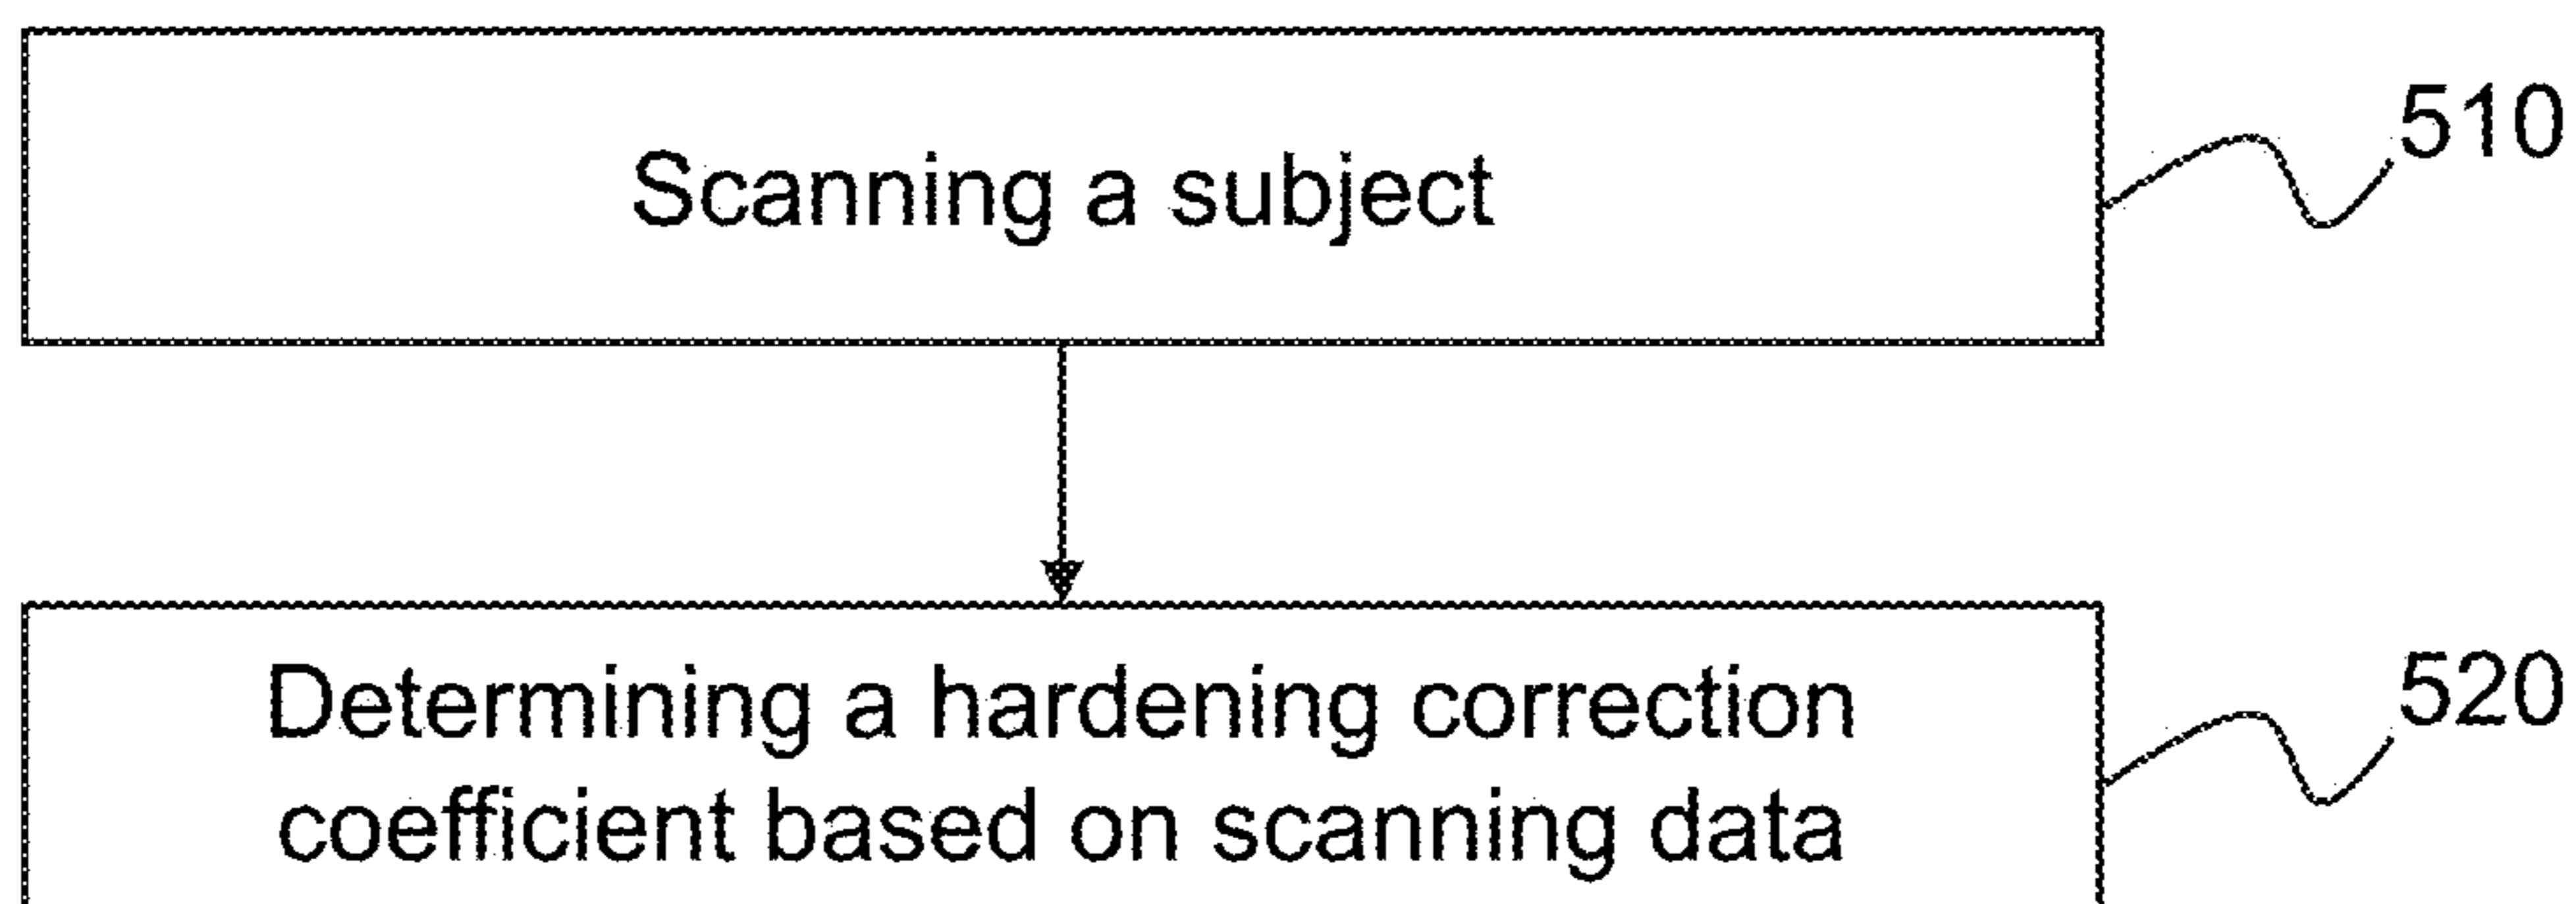 Scanning a subject
510
Determining a hardening correction
coefficient based on scanning data
520